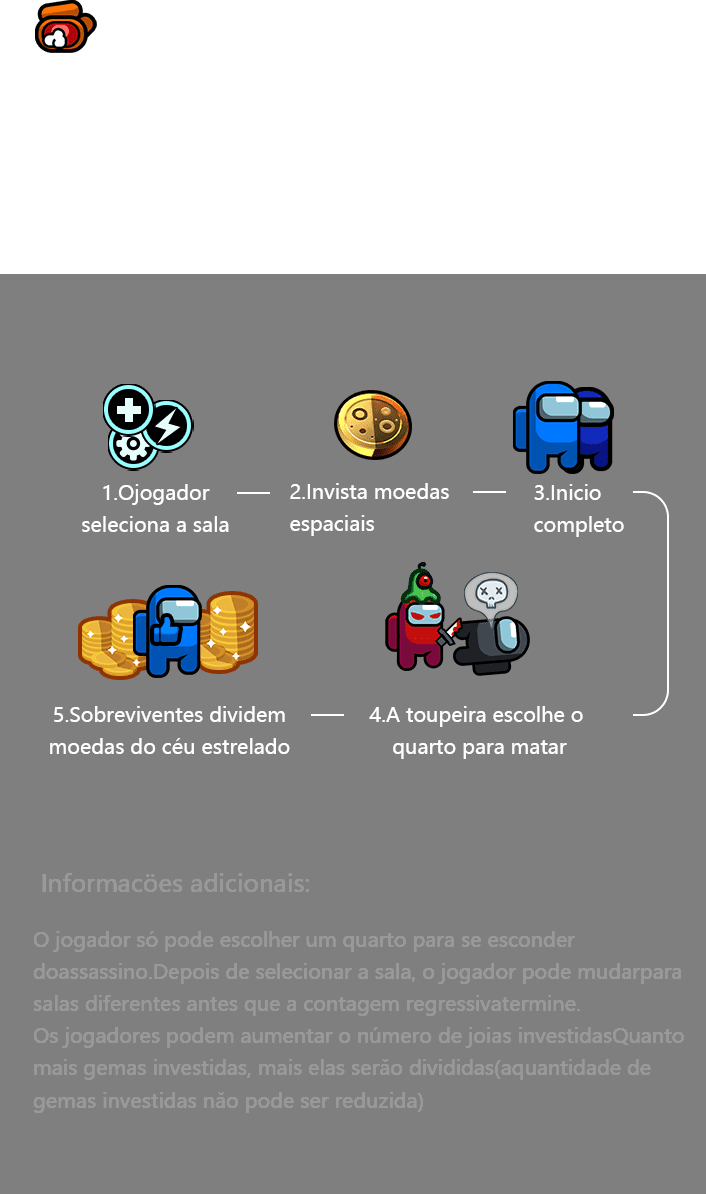 1.Ojogador
seleciona a sala
2.Invista moedas
espaciais
3.Inicio
completo
4.A toupeira escolhe o
quarto para matar
5.Sobreviventes dividem
moedas do céu estrelado
Informacöes adicionais:
O jogador só pode escolher um quarto para se esconder
doassassino.Depois de selecionar a sala, o jogador pode mudarpara
salas diferentes antes que a contagem regressivatermine.
Os jogadores podem aumentar o número de joias investidasQuanto
mais gemas investidas, mais elas serăo divididas(aquantidade de
gemas investidas năo pode ser reduzida)